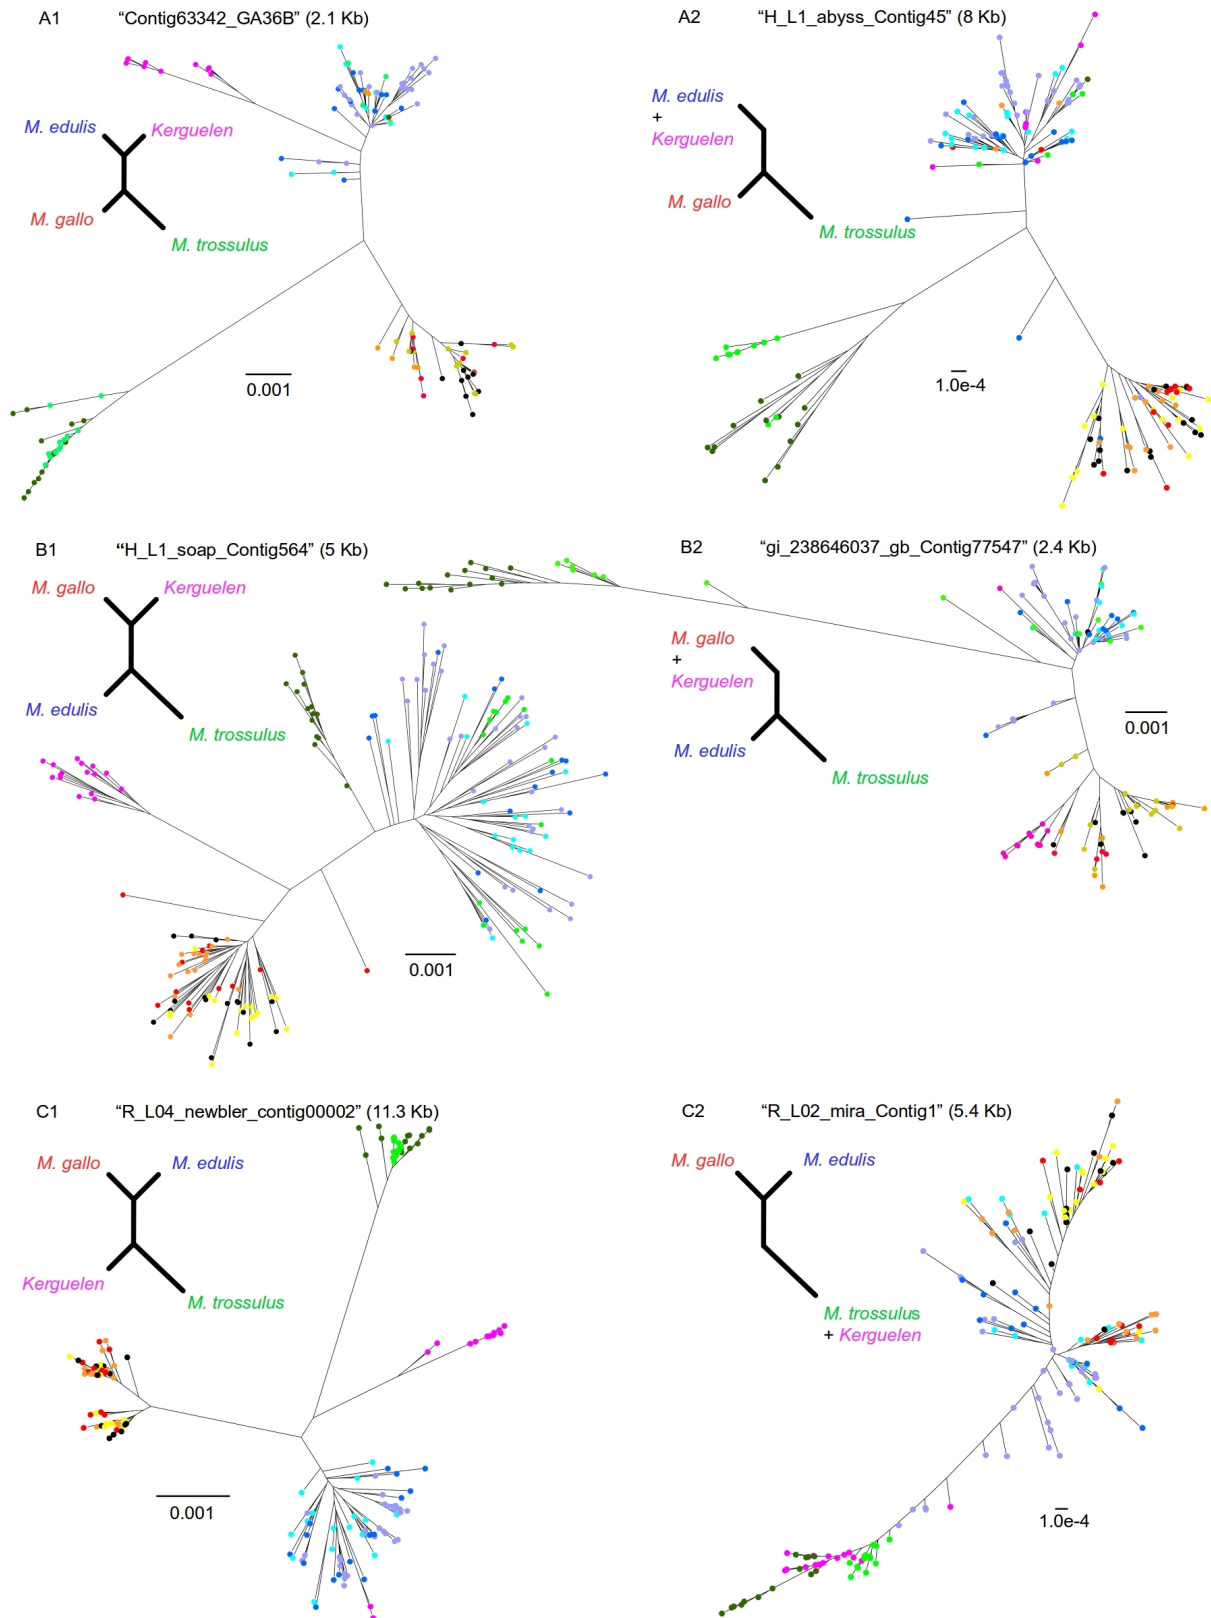 A1 “Contig63342_GA36B” (2.1 Kb)
M. edulis
Kerguelen
M. gallo
M. trossulus
0.001
A2 “H_L1_abyss_Contig45” (8 Kb)
M. edulis
+
Kerguelen
M. gallo
M. trossulus
1.0e-4
B1 “H_L1_soap_Contig564” (5 Kb)
M. gallo
Kerguelen
M. edulis
M. trossulus
0.001
B2 “gi_238646037_gb_Contig77547” (2.4 Kb)
M. gallo
+
Kerguelen
M. edulis
M. trossulus
0.001
C1 “R_L04_newbler_contig00002” (11.3 Kb)
M. gallo
M. edulis
Kerguelen
M. trossulus
0.001
C2 “R_L02_mira_Contig1” (5.4 Kb)
M. gallo
M. edulis
M. trossulus
+ Kerguelen
1.0e-4